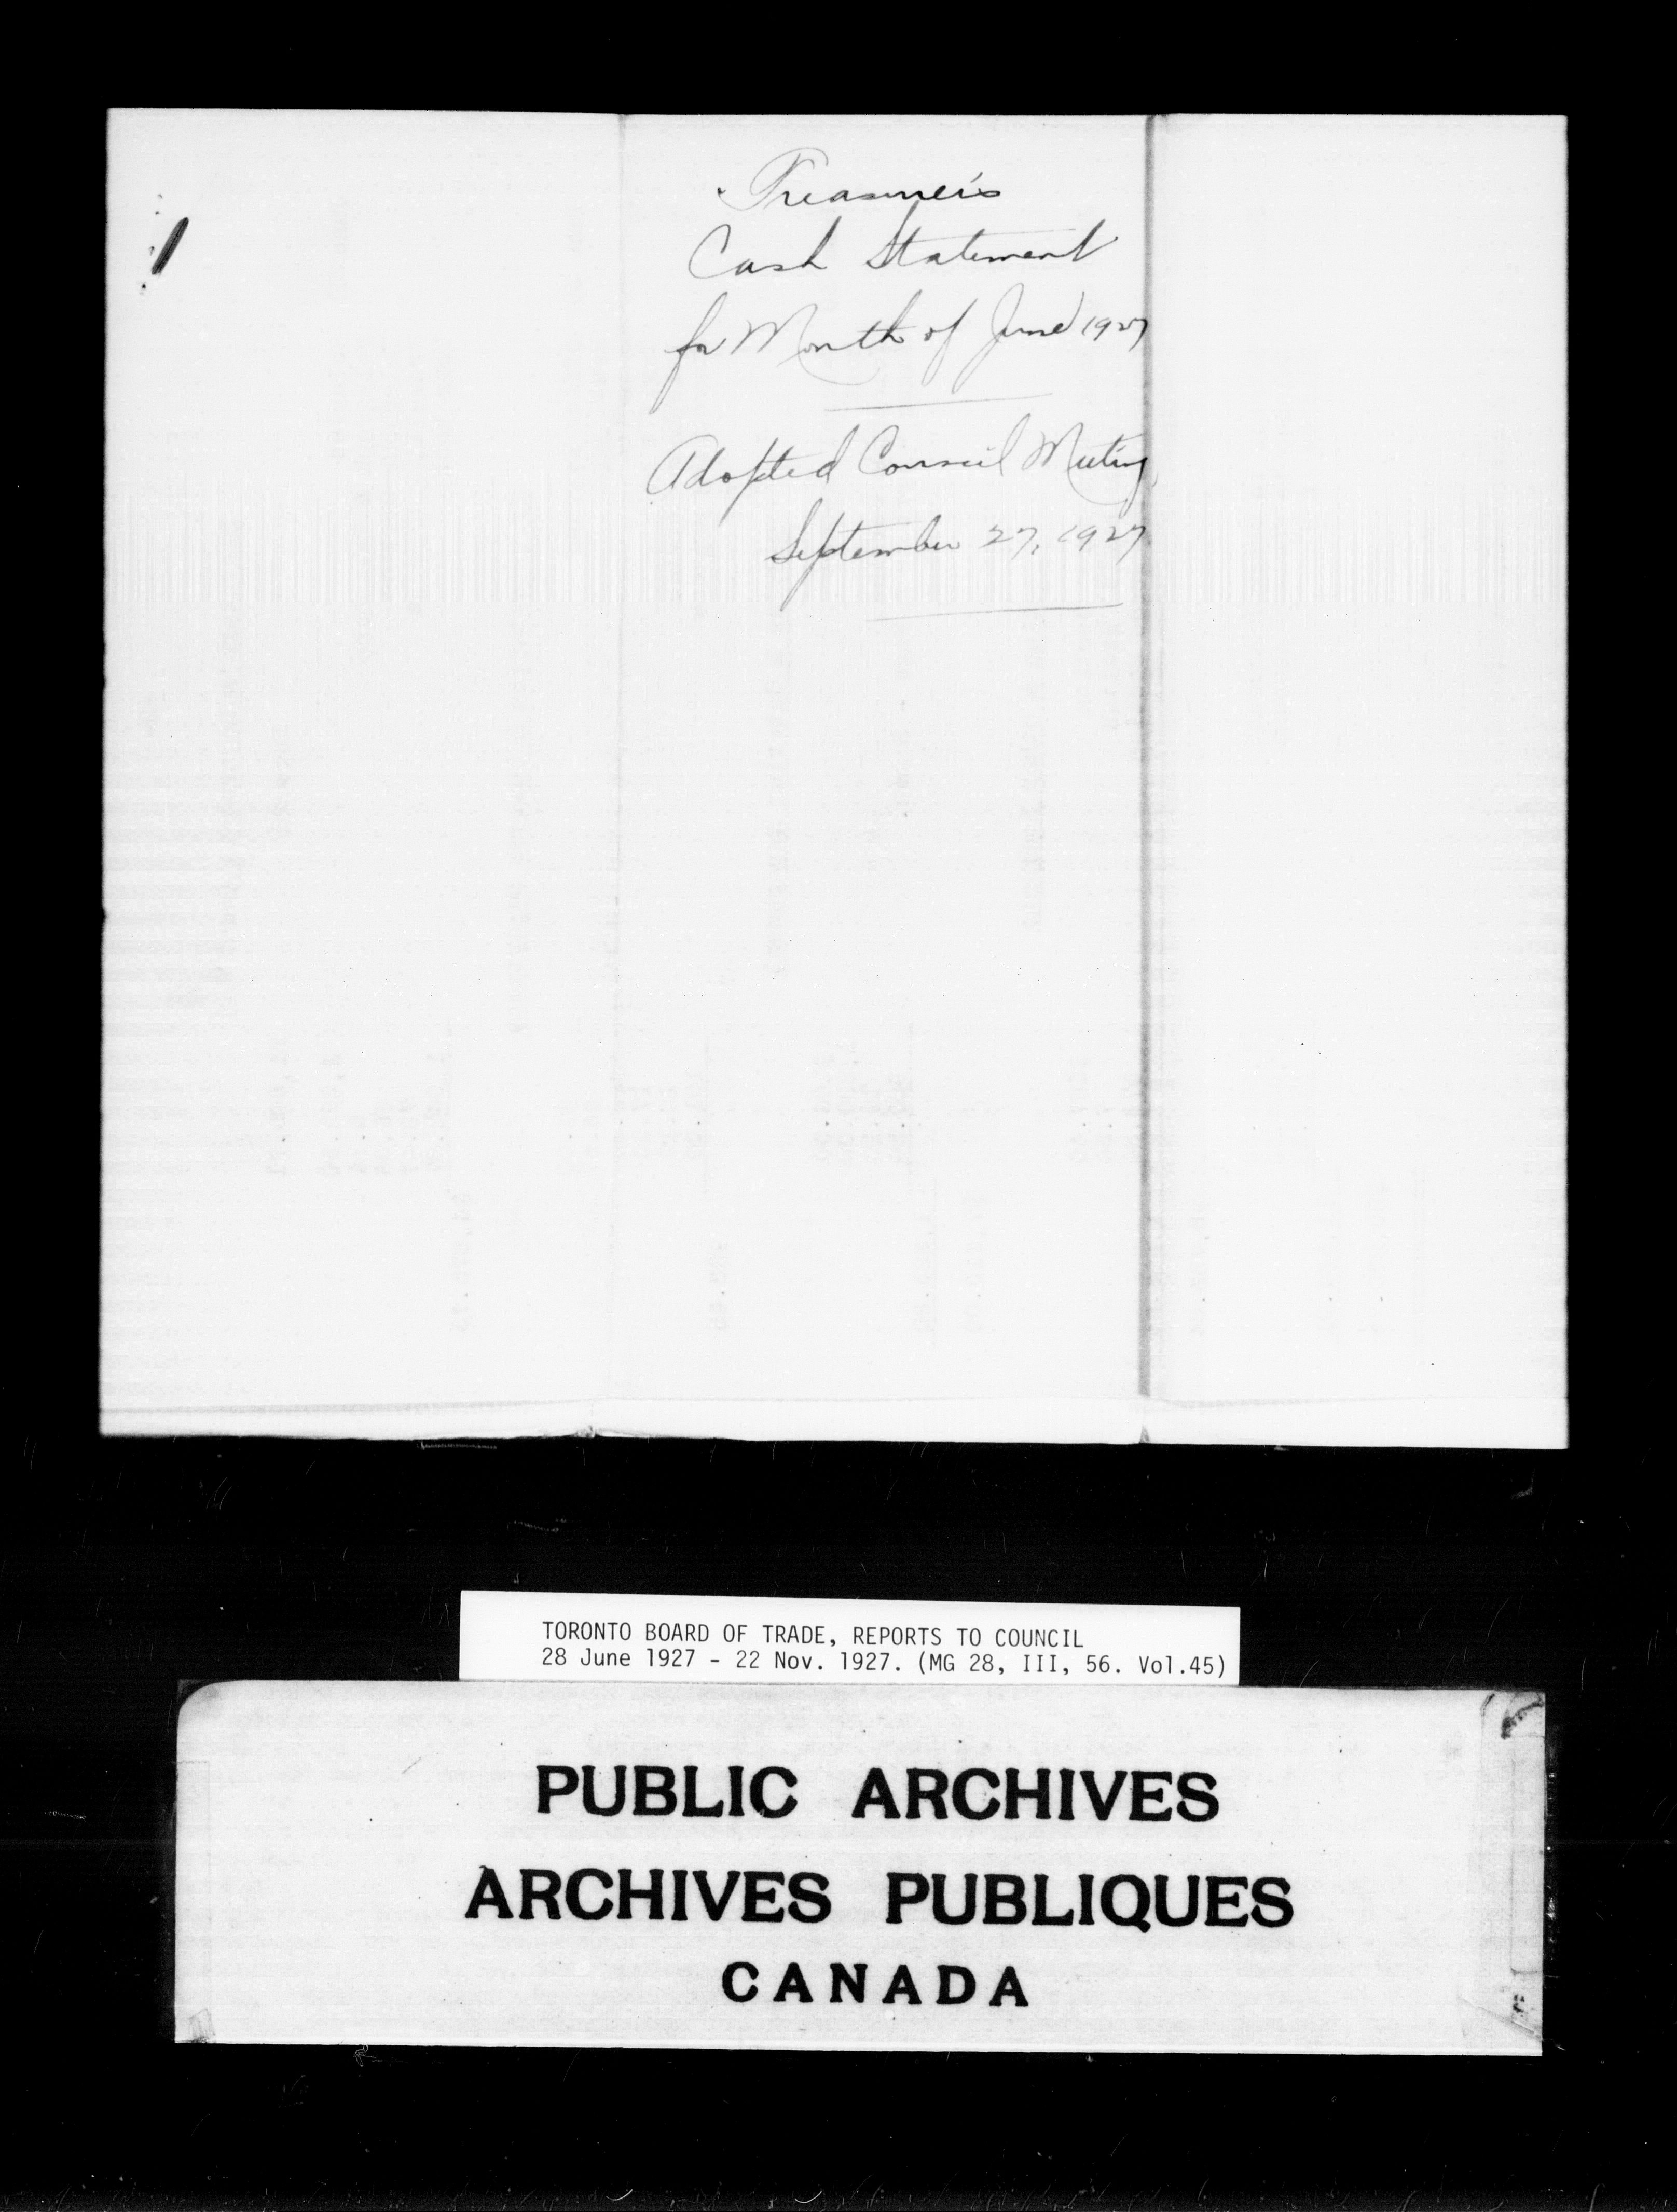 Treasurer's
Cash Statement
for Month of June 1927
Adopted Council Meeting,
September 27, 1927
TORONTO BOARD OF TRADE, REPORTS TO COUNCIL
28 June 1927 - 22 Nov. 1927. (MG 28, III, 56. Vol.45)
PUBLIC ARCHIVES
ARCHIVES PUBLIQUES
CANADA